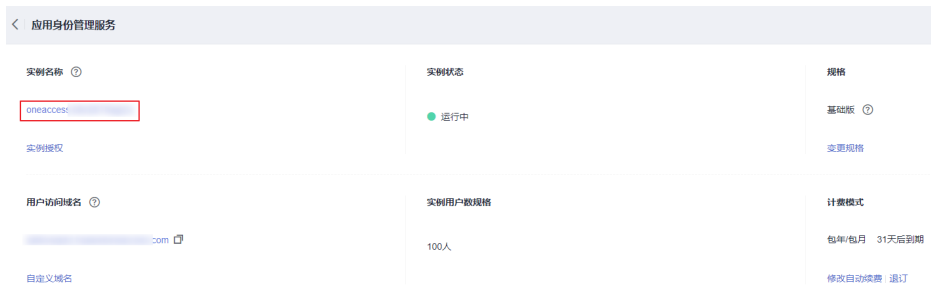 应用身份管理服务
实例名称
实例状态
规格
oneaccess
运行中
基础版
实例授权
变更规格
用户访问域名
实例用户数规格
计费模式
com
100人
包年/包月 31天后到期
自定义域名
修改自动续费 | 退订